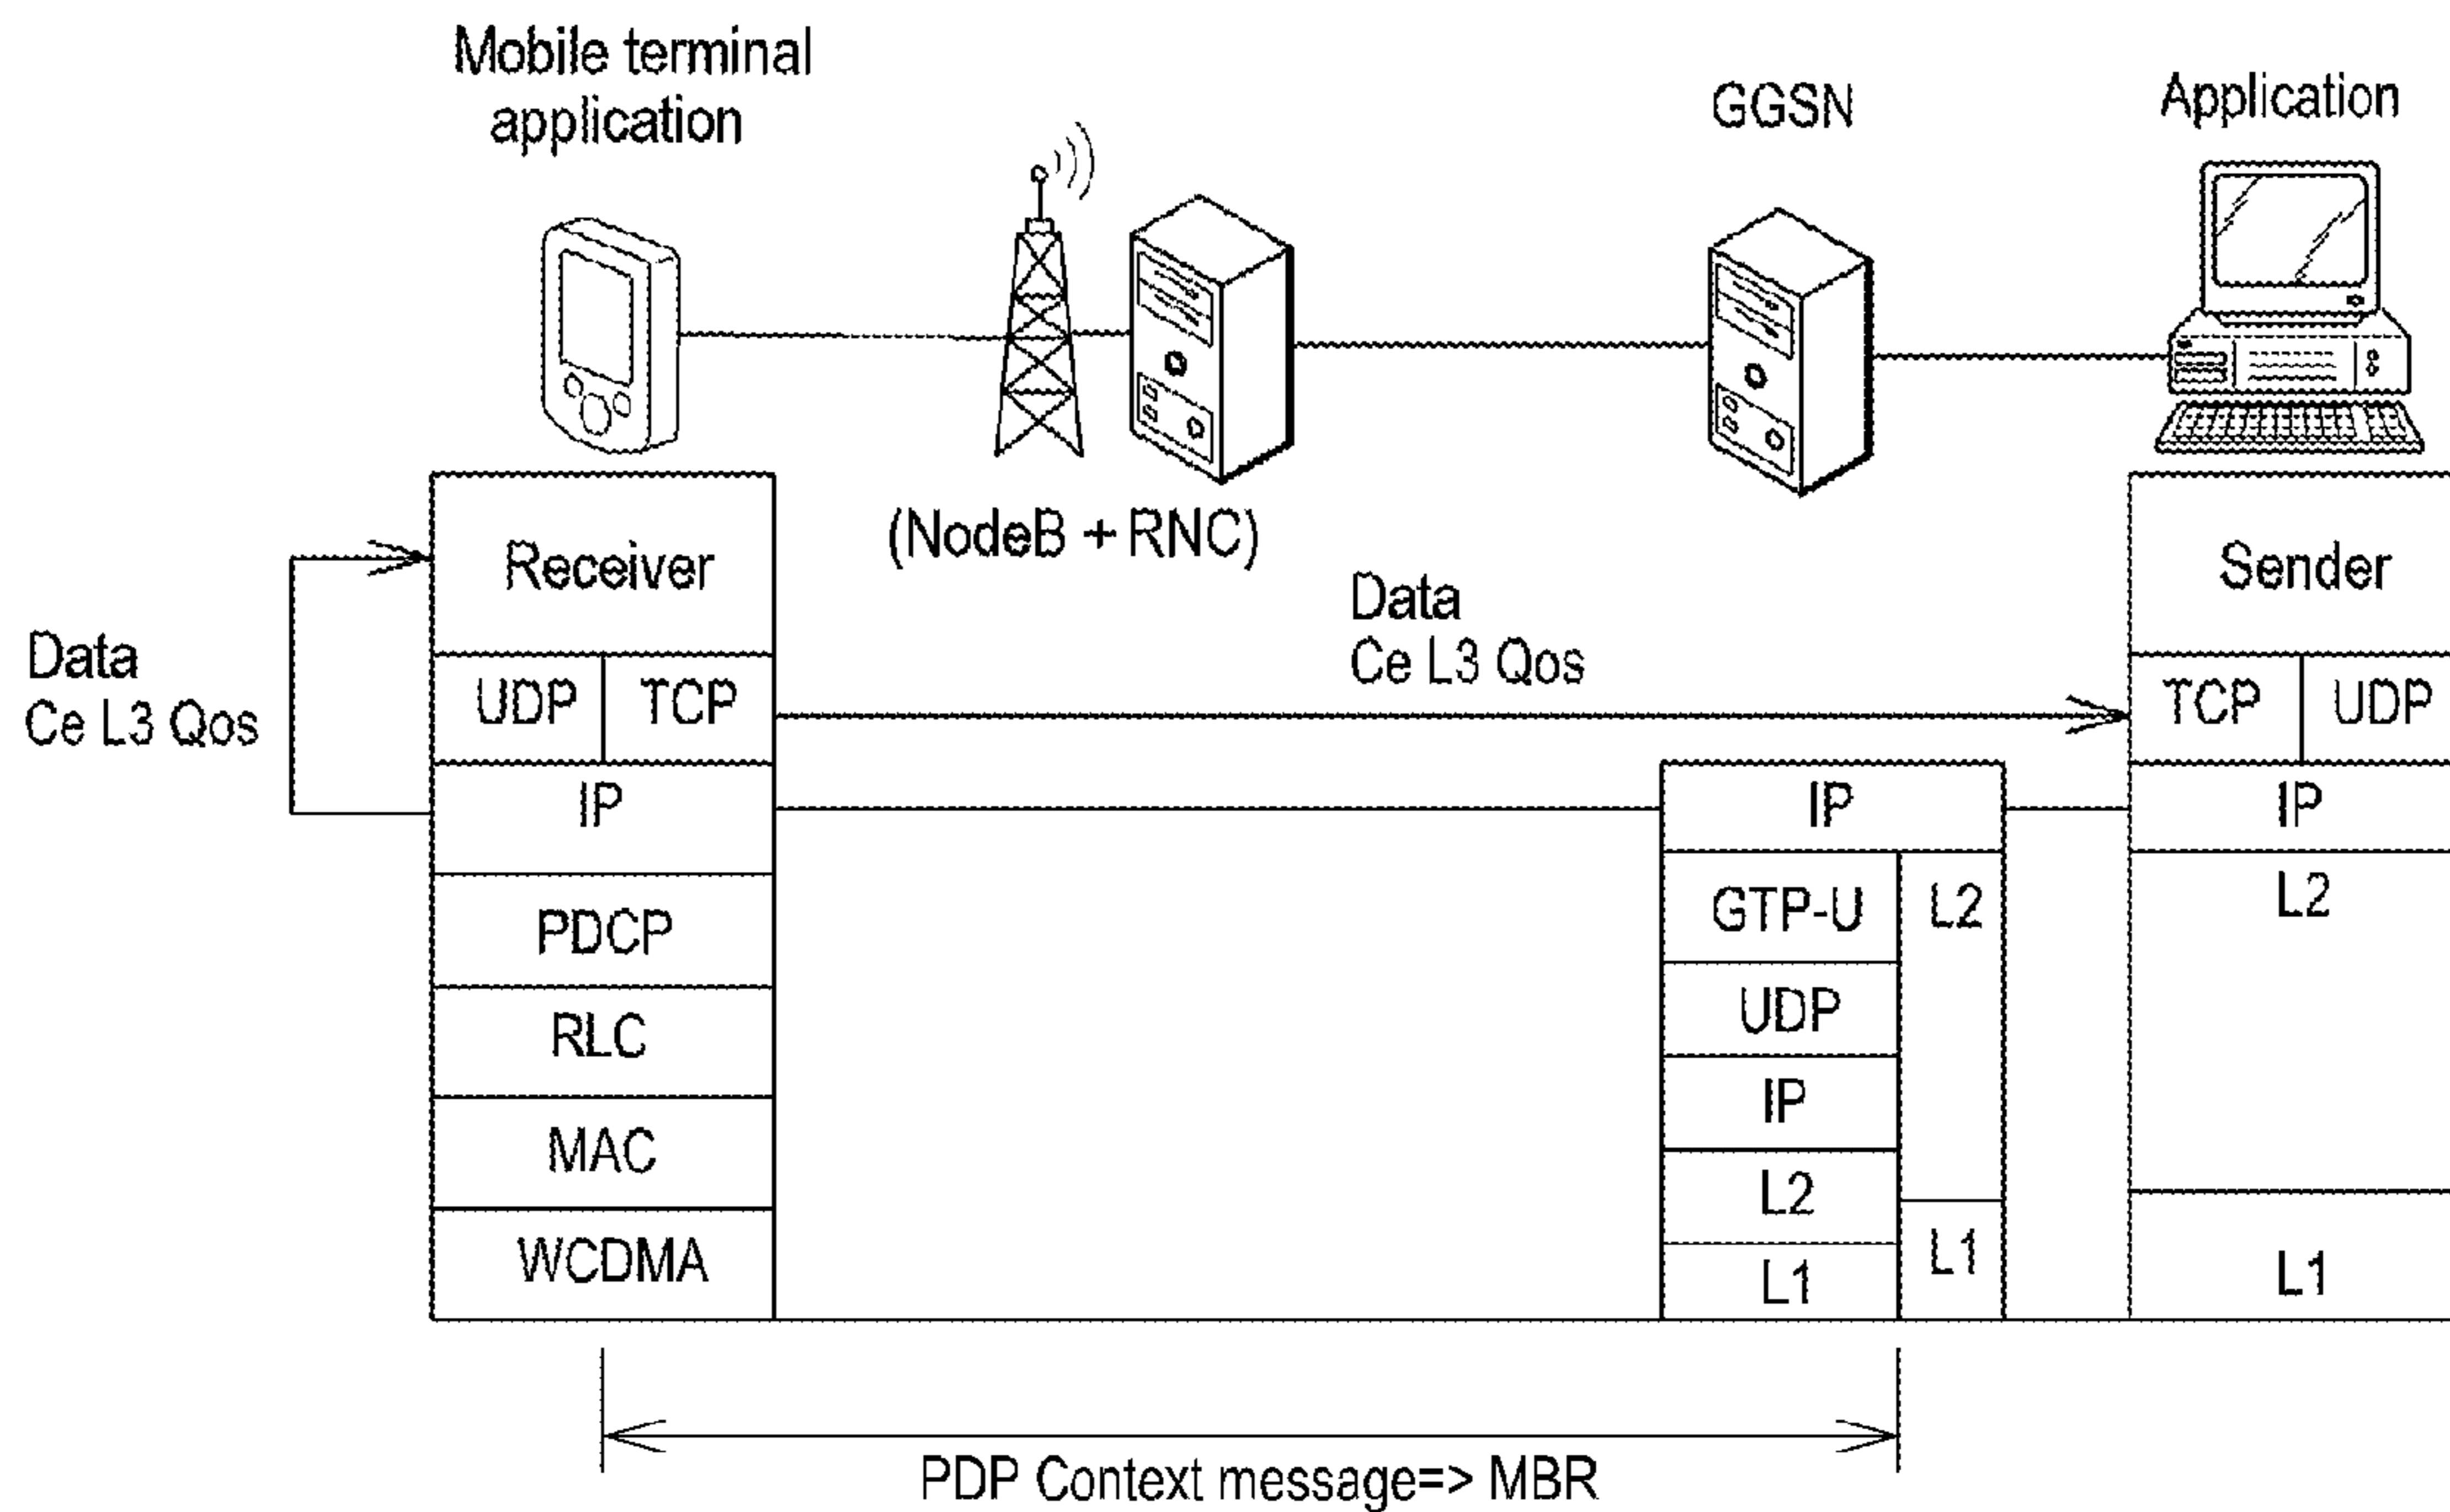 Mobile terminal
application
GGSN
Application
(NodeB + RNC)
Receiver
Sender
Data
Ce L3 Qos
Data
Ce L3 Qos
UDP
TCP
TCP
UDP
IP
IP
IP
PDCP
GTP-U
L2
L2
RLC
UDP
MAC
IP
L2
WCDMA
L1
L1
L1
PDP Context message=> MBR